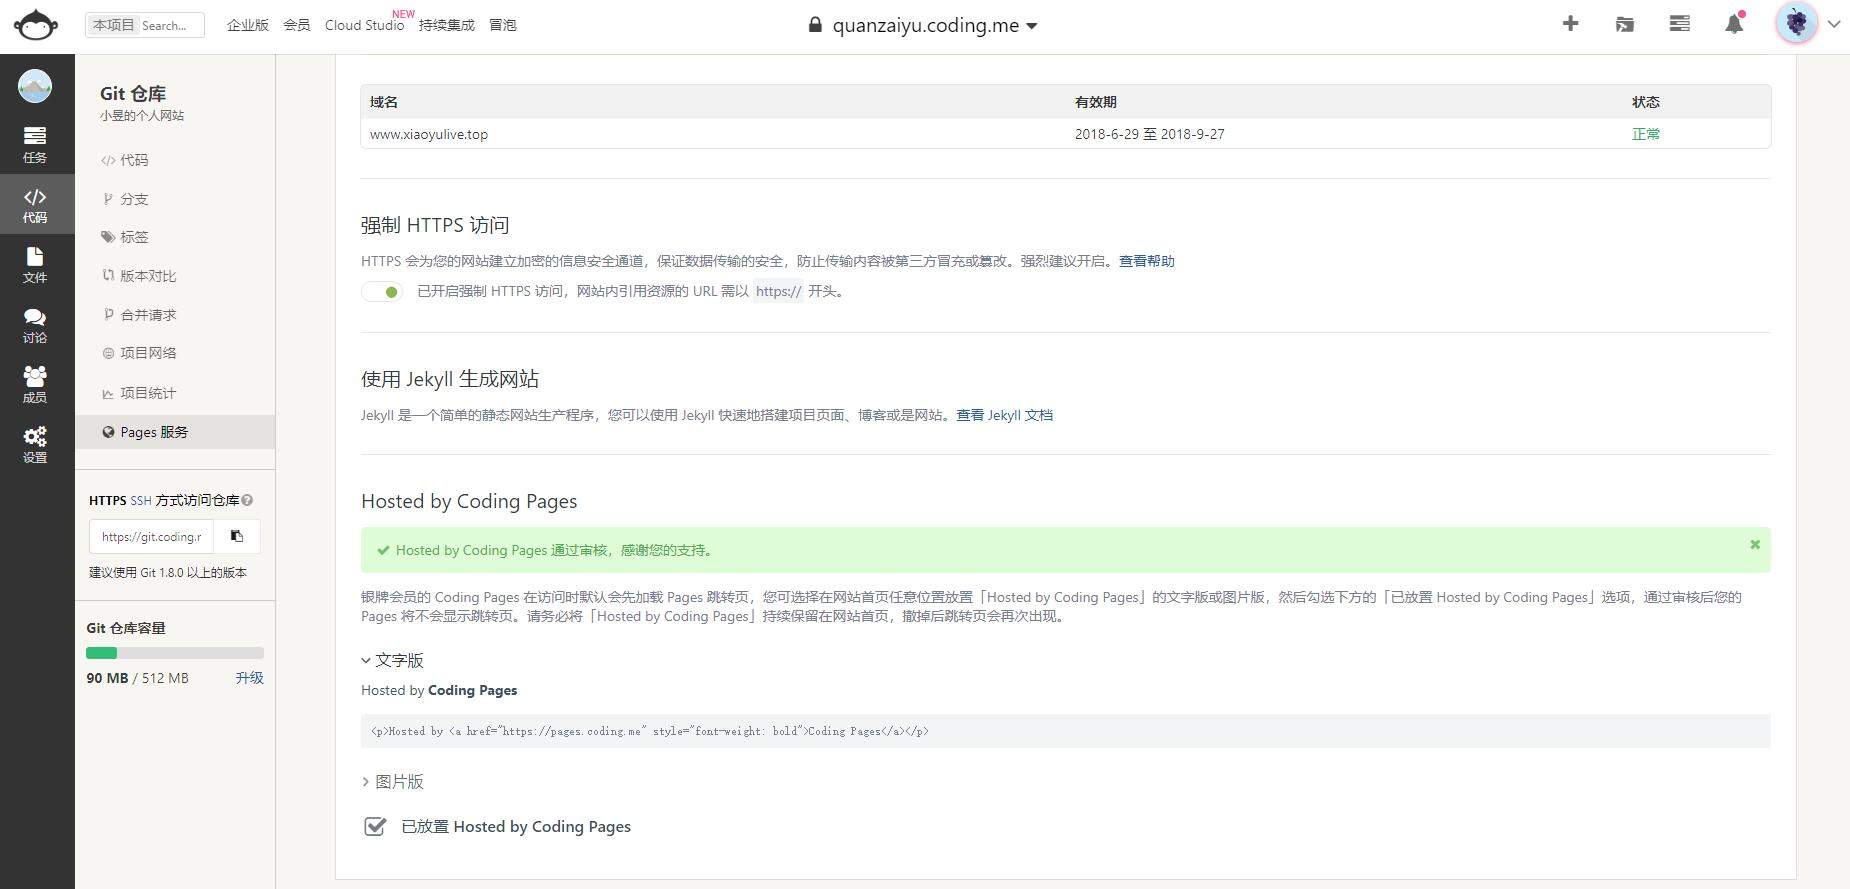 本项目 Search...
企业版 会员 Cloud Studio NEW 持续集成 冒泡
quanzaiyu.coding.me
任务
代码
文件
讨论
成员
设置
Git 仓库
小昱的个人网站
</> 代码
分支
标签
版本对比
合并请求
项目网络
项目统计
Pages 服务
HTTPS SSH 方式访问仓库
https://git.coding.r
建议使用 Git 1.8.0 以上的版本
Git 仓库容量
90 MB / 512 MB 升级
域名 有效期 状态
www.xiaoyulive.top 2018-6-29 至 2018-9-27 正常
强制 HTTPS 访问
HTTPS 会为您的网站建立加密的信息安全通道，保证数据传输的安全，防止传输内容被第三方冒充或篡改。强烈建议开启。查看帮助
已开启强制 HTTPS 访问，网站内引用资源的 URL 需以 https:// 开头。
使用 Jekyll 生成网站
Jekyll 是一个简单的静态网站生产程序，您可以使用 Jekyll 快速地搭建项目页面、博客或是网站。查看 Jekyll 文档
Hosted by Coding Pages
Hosted by Coding Pages 通过审核，感谢您的支持。
银牌会员的 Coding Pages 在访问时默认会先加载 Pages 跳转页，您可选择在网站首页任意位置放置「Hosted by Coding Pages」的文字版或图片版，然后勾选下方的「已放置 Hosted by Coding Pages」选项，通过审核后您的
Pages 将不会显示跳转页。请务必将「Hosted by Coding Pages」持续保留在网站首页，撤掉后跳转页会再次出现。
文字版
Hosted by Coding Pages
<p>Hosted by <a href="https://pages.coding.me" style="font-weight: bold">Coding Pages</a></p>
图片版
已放置 Hosted by Coding Pages